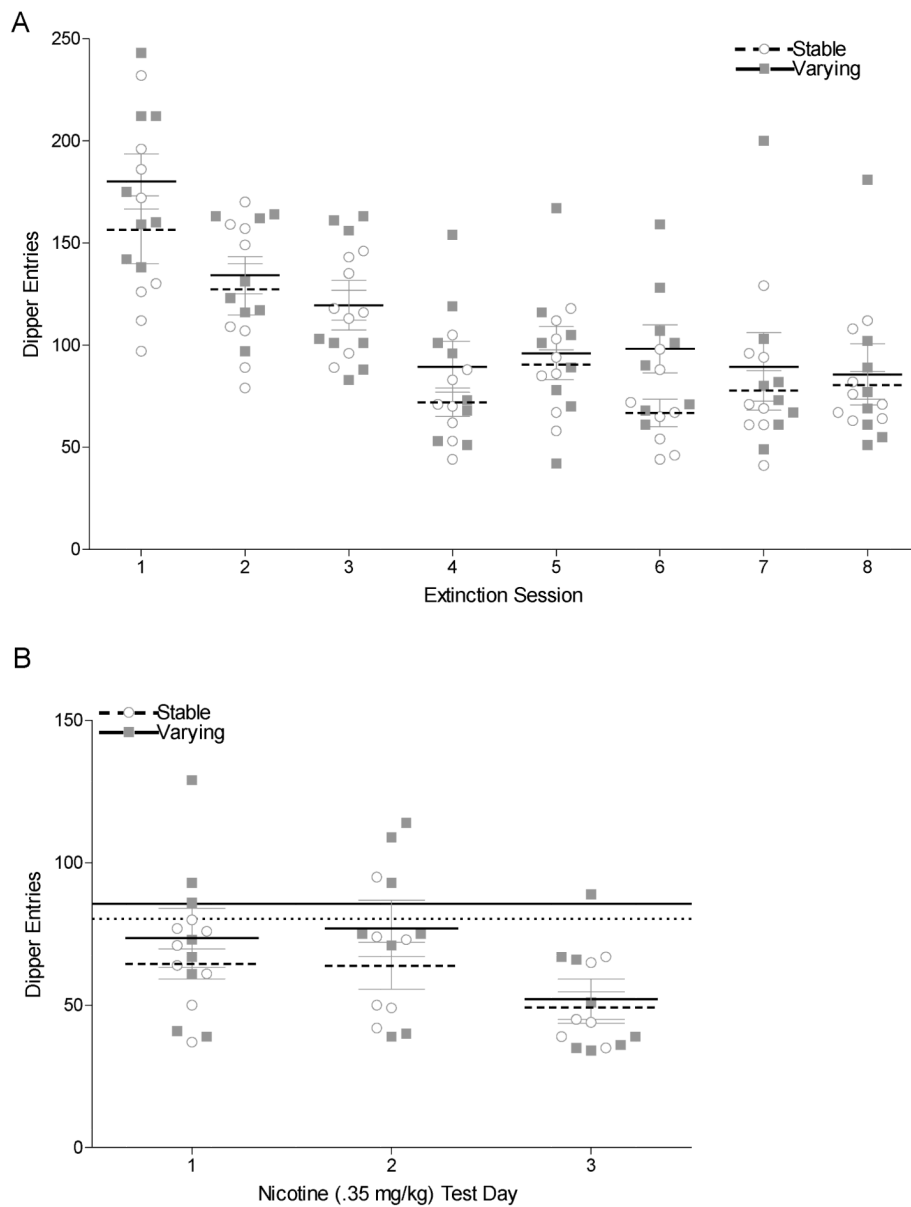 A
250
200
150
100
50
0
Dipper Entries
Stable
Varying
1 2 3 4 5 6 7 8
Extinction Session
B
150
100
50
0
Dipper Entries
Stable
Varying
1 2 3
Nicotine (.35 mg/kg) Test Day